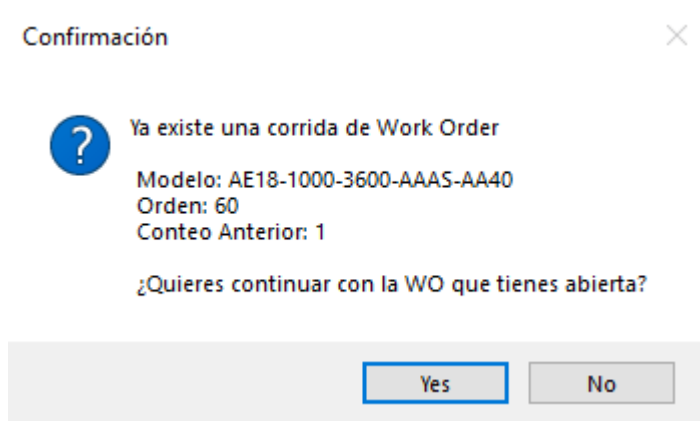 Confirmación
Ya existe una corrida de Work Order
Modelo: AE18-1000-3600-AAAS-AA40
Orden: 60
Conteo Anterior: 1
¿Quieres continuar con la WO que tienes abierta?
Yes
No